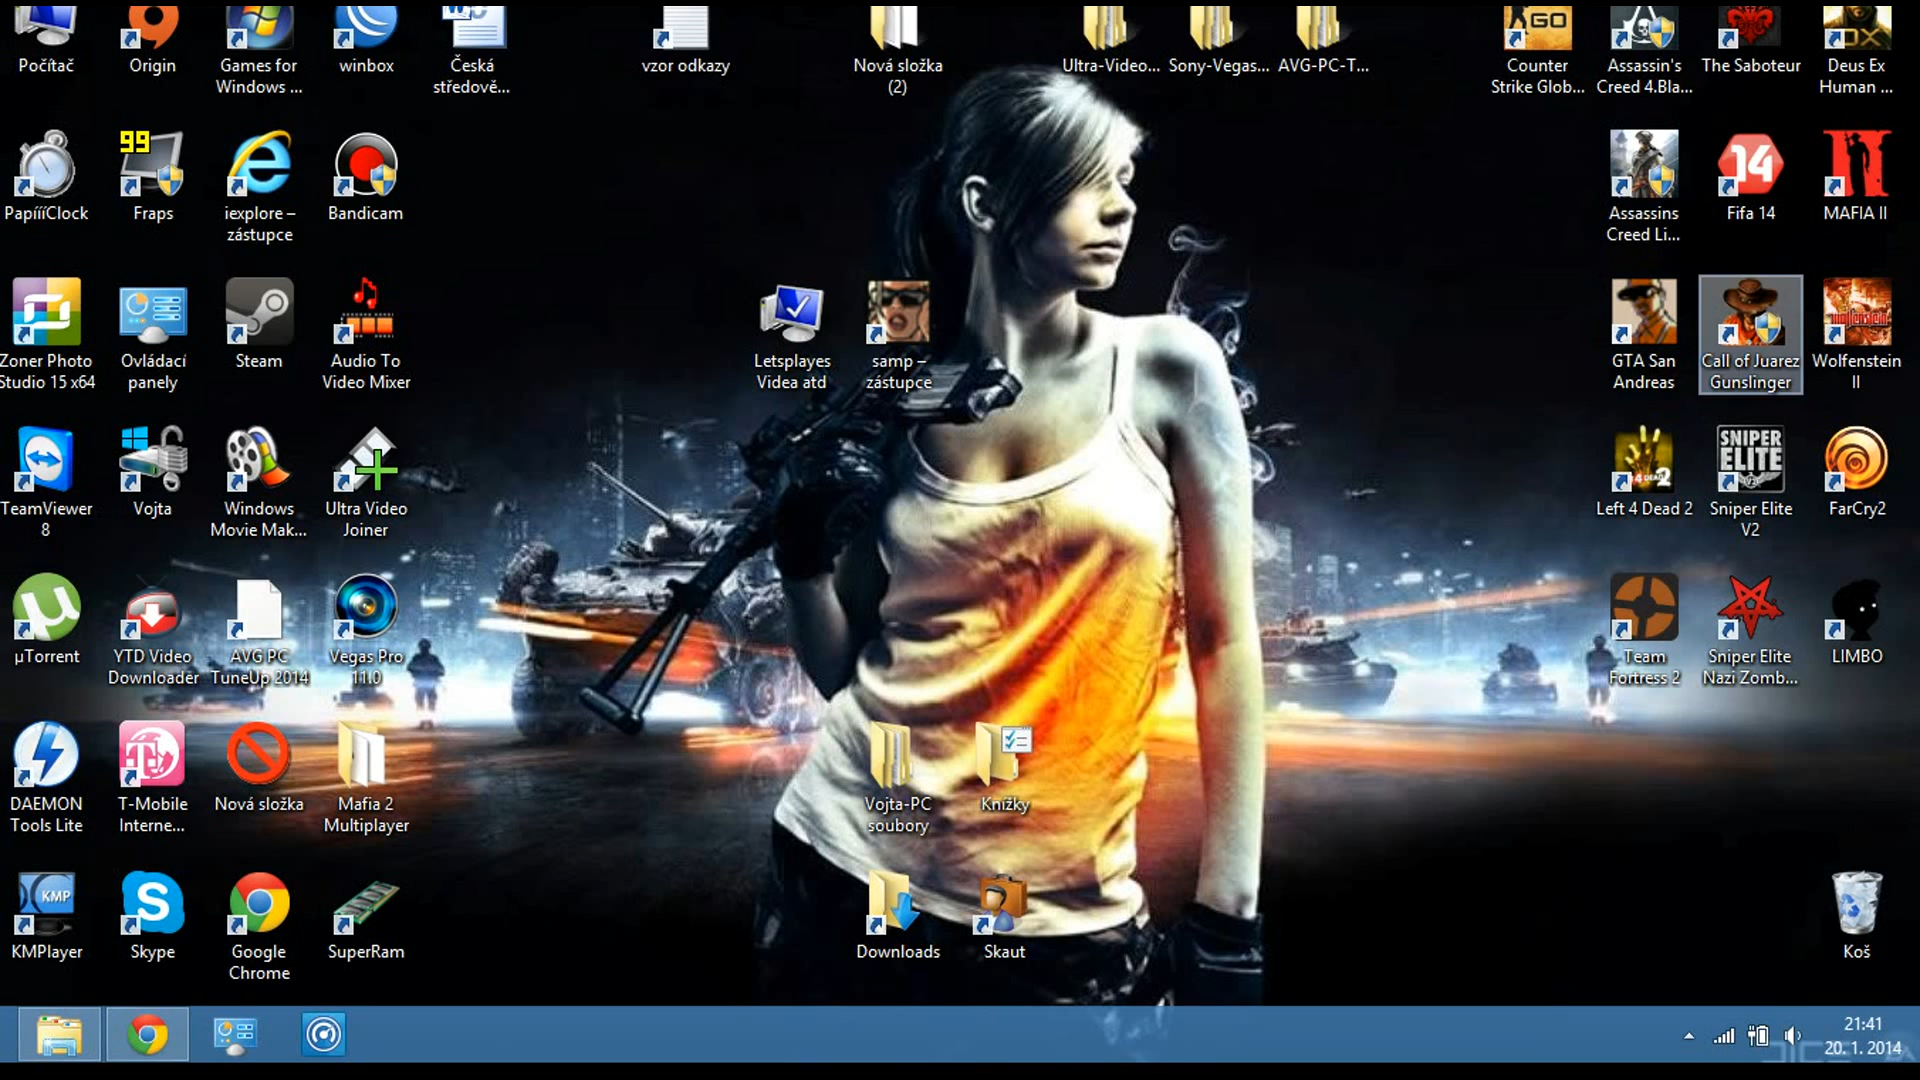 Počítač
Origin
Games for
Windows ...
winbox
Česká
středově...
vzor odkazy
Nová složka
(2)
Ultra-Video...
Sony-Vegas...
AVG-PC-T...
GO
Counter
Strike Glob...
Assassin's
Creed 4.Bla...
The Saboteur
Deus Ex
Human ...
PapíííClock
99
Fraps
iexplore –
zástupce
Bandicam
Assassins
Creed Li...
14
Fifa 14
MAFIA II
Zoner Photo
Studio 15 x64
Ovládací
panely
Steam
Audio To
Video Mixer
Letsplayes
Videa atd
samp –
zástupce
GTA San
Andreas
Call of Juarez
Gunslinger
Wolfenstein
II
TeamViewer
8
Vojta
Windows
Movie Mak...
Ultra Video
Joiner
Left 4 Dead 2
SNIPER
ELITE
V2
Sniper Elite
V2
FarCry2
µTorrent
YTD Video
Downloader
AVG PC
TuneUp 2014
Vegas Pro
11.0
Team
Fortress 2
Sniper Elite
Nazi Zomb...
LIMBO
DAEMON
Tools Lite
T-Mobile
Interne...
Nová složka
Mafia 2
Multiplayer
Vojta-PC
soubory
Knížky
KMP
KMPlayer
Skype
Google
Chrome
SuperRam
Downloads
Skaut
Koš
21:41
20. 1. 2014